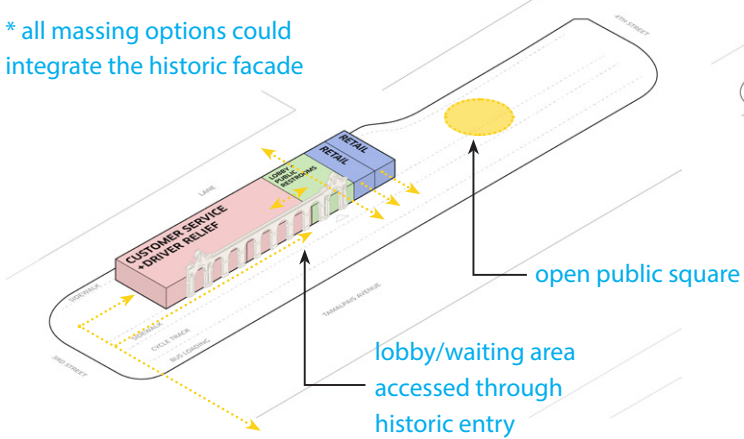 * all massing options could
integrate the historic facade
4TH STREET
RETAIL
RETAIL
LOBBY +
PUBLIC
RESTROOMS
LANE
CUSTOMER SERVICE
+DRIVER RELIEF
open public square
SIDEWALK
TAMALPAIS AVENUE
SIDEWALK
CYCLE TRACK
BUS LOADING
3RD STREET
lobby/waiting area
accessed through
historic entry